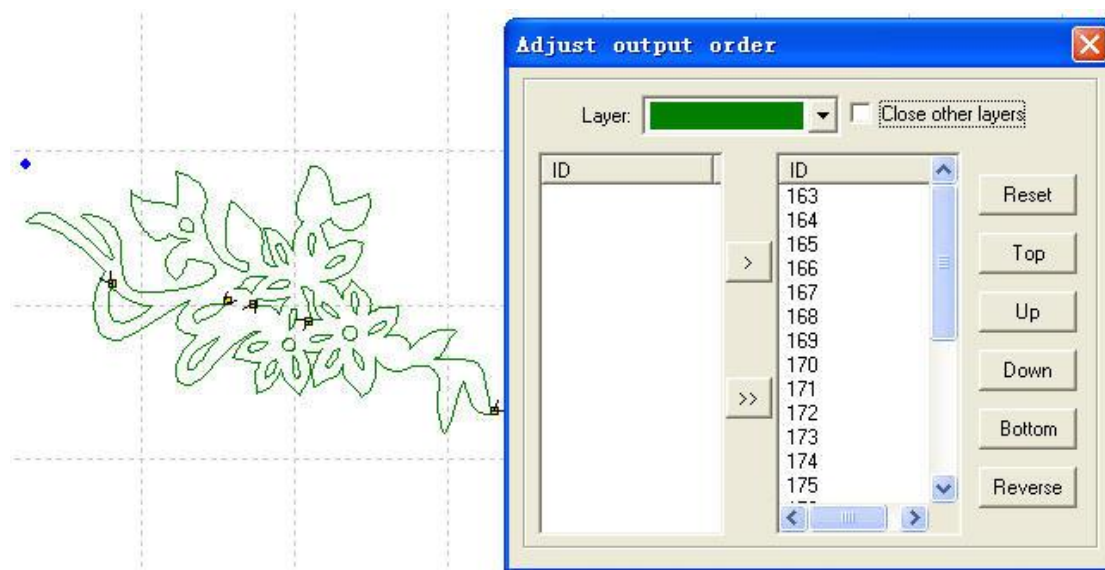 Adjust output order
Layer:
Close other layers
ID
>
>>
ID
163
164
165
166
167
168
169
170
171
172
173
174
175
Reset
Top
Up
Down
Bottom
Reverse